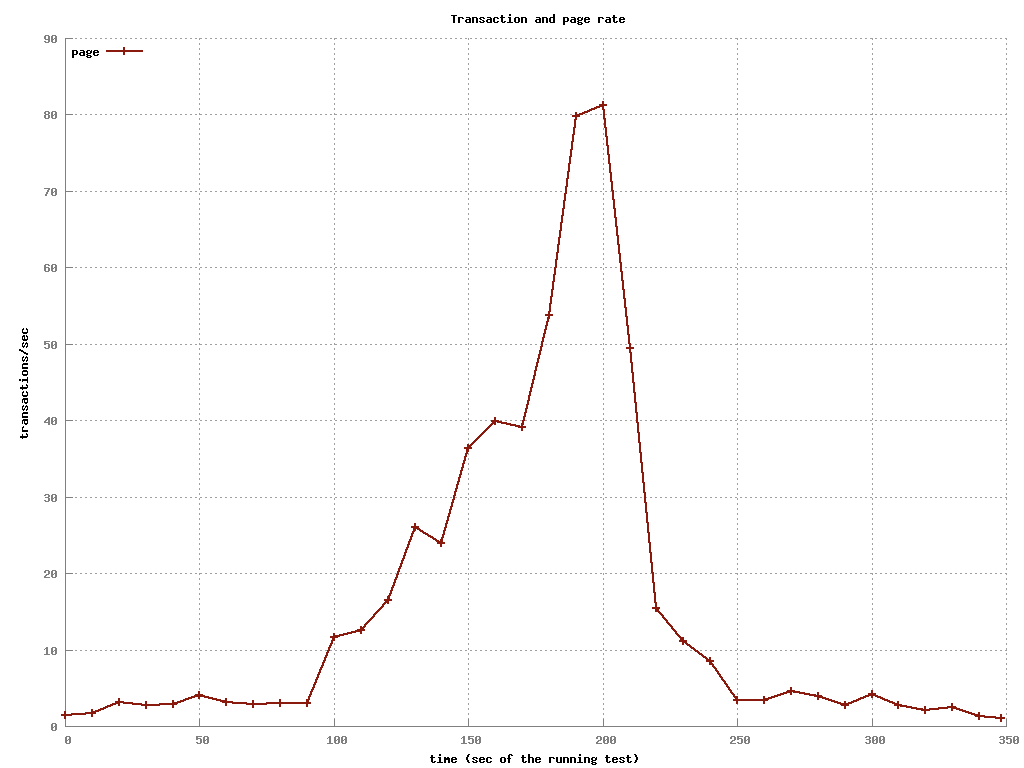 Transaction and page rate
90
page
80
70
60
50
transactions/sec
40
30
20
10
0
0 50 100 150 200 250 300 350
time (sec of the running test)